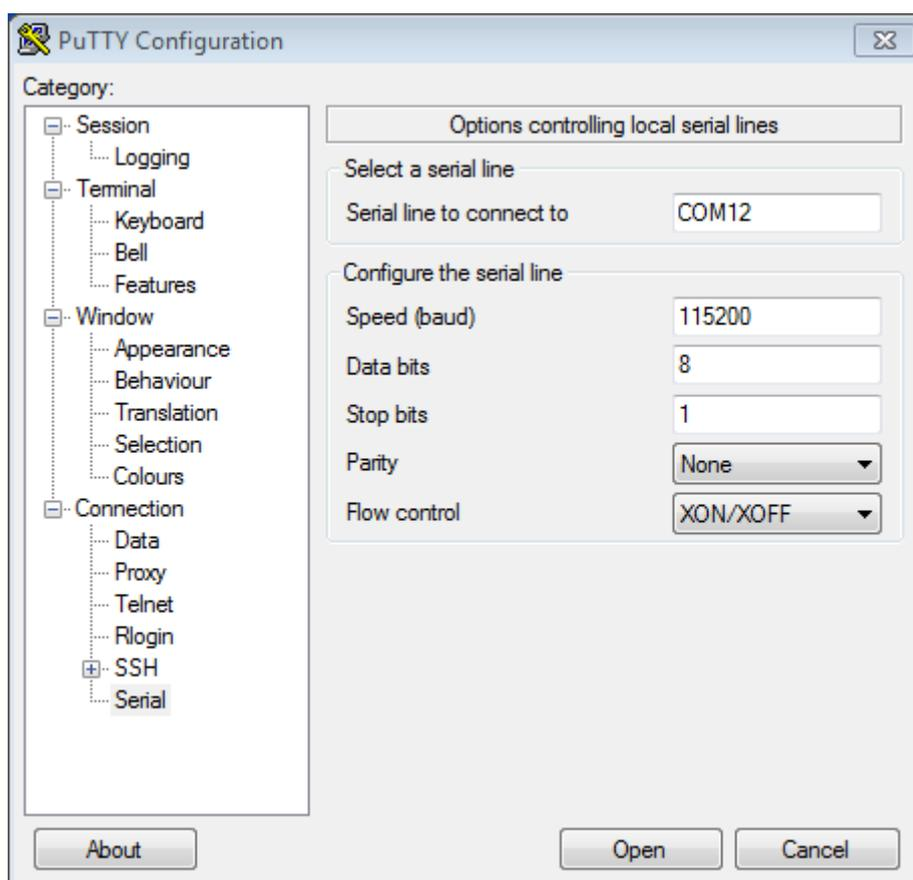 PuTTY Configuration
Category:
Session
Logging
Terminal
Keyboard
Bell
Features
Window
Appearance
Behaviour
Translation
Selection
Colours
Connection
Data
Proxy
Telnet
Rlogin
SSH
Serial
Options controlling local serial lines
Select a serial line
Serial line to connect to COM12
Configure the serial line
Speed (baud) 115200
Data bits 8
Stop bits 1
Parity None
Flow control XON/XOFF
About Open Cancel